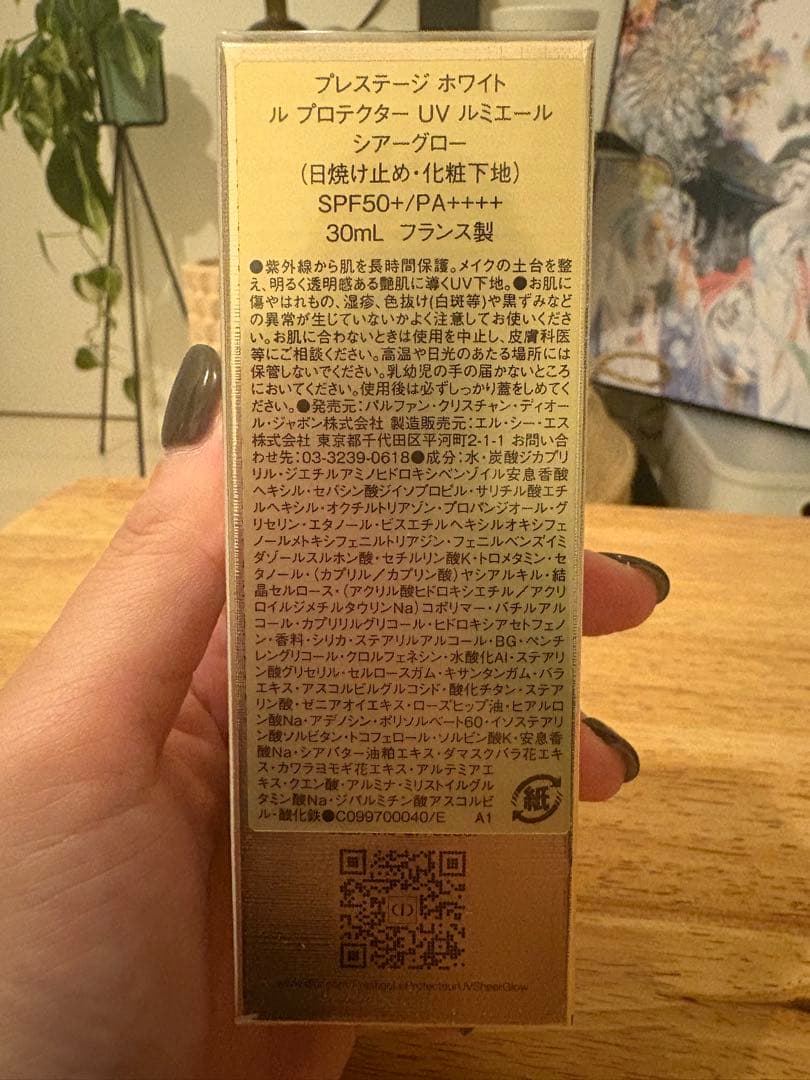 プレステージ ホワイト
ル プロテクター UV ルミエール
シアーグロー
(日焼け止め・化粧下地)
SPF50+/PA++++
30mL フランス製
●紫外線から肌を長時間保護。メイクの土台を整
え、明るく透明感ある艶肌に導くUV下地。●お肌に
傷やはれもの、湿疹、色抜け(白斑等)や黒ずみなど
の異常が生じていないかよく注意してお使いくださ
い。お肌に合わないときは使用を中止し、皮膚科医
等にご相談ください。高温や日光のあたる場所には
保管しないでください。乳幼児の手の届かないところ
においてください。使用後は必ずしっかり蓋をしめてく
ださい。●発売元:パルファン・クリスチャン・ディオー
ル・ジャポン株式会社 製造販売元:エル・シー・エス
株式会社 東京都千代田区平河町2-1-1 お問い合
わせ先:03-3239-0618●成分:水・炭酸ジカプリ
リル・ジエチルアミノヒドロキシベンゾイル安息香酸
ヘキシル・セバシン酸ジイソプロピル・サリチル酸エチ
ルヘキシル・オクチルトリアゾン・プロパンジオール・グ
リセリン・エタノール・ビスエチルヘキシルオキシフェ
ノールメトキシフェニルトリアジン・フェニルベンズイミ
ダゾールスルホン酸・セチルリン酸K・トロメタミン・セ
タノール・(カプリル/カプリン酸)ヤシアルキル・結
晶セルロース・(アクリル酸ヒドロキシエチル/アクリ
ロイルジメチルタウリンNa)コポリマー・バチルアル
コール・カプリリルグリコール・ヒドロキシアセトフェノ
ン・香料・シリカ・ステアリルアルコール・BG・ペンチ
レングリコール・クロルフェネシン・水酸化Al・ステアリ
ン酸グリセリル・セルロースガム・キサンタンガム・バラ
エキス・アスコルビルグルコシド・酸化チタン・ステア
リン酸・ゼニアオイエキス・ローズヒップ油・ヒアルロ
ン酸Na・アデノシン・ポリソルベート60・イソステアリ
ン酸ソルビタン・トコフェロール・ソルビン酸K・安息香
酸Na・シアバター油粕エキス・ダマスクバラ花エキ
ス・カワラヨモギ花エキス・アルテミアエ
キス・クエン酸・アルミナ・ミリストイルグル
タミン酸Na・ジパルミチン酸アスコルビ
ル・酸化鉄●C099700040/E A1
紙